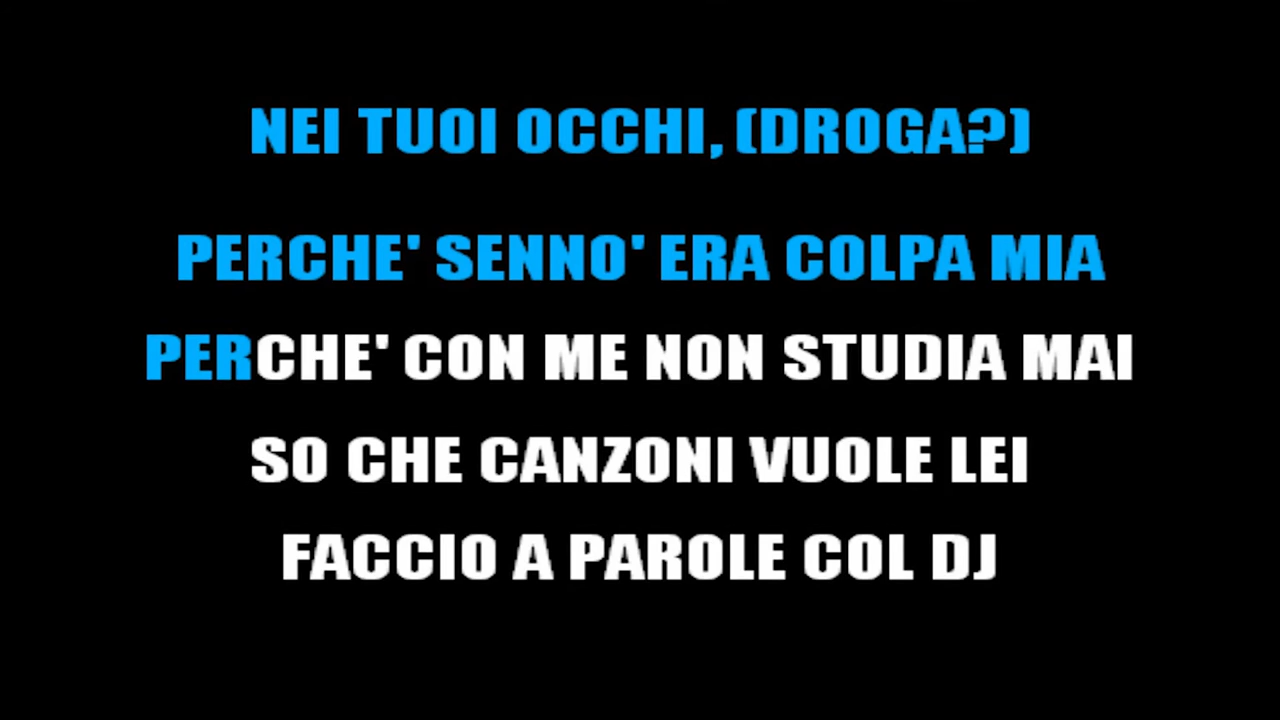 NEI TUOI OCCHI, (DROGA?)
PERCHE' SENNO' ERA COLPA MIA
PERCHE' CON ME NON STUDIA MAI
SO CHE CANZONI VUOLE LEI
FACCIO A PAROLE COL DJ